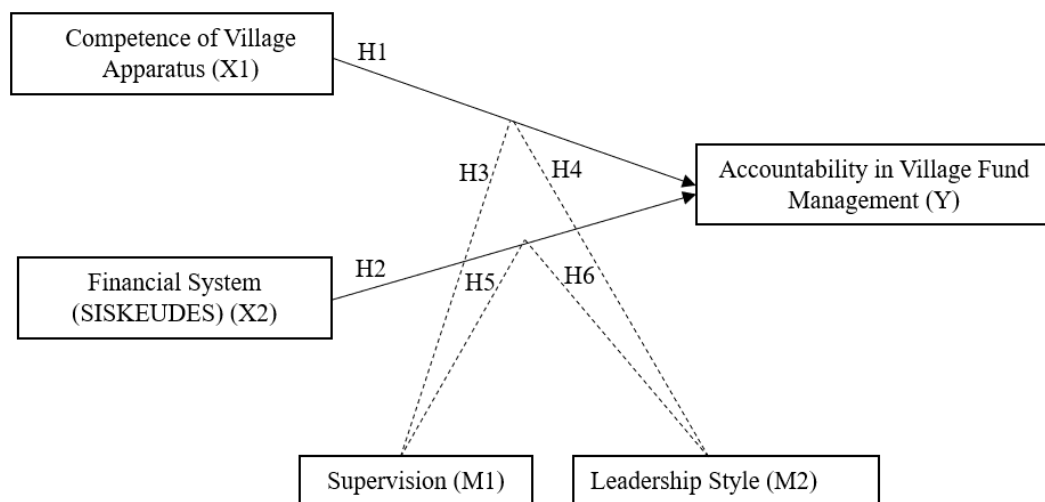 Competence of Village
Apparatus (X1)
H1
H3
H4
Accountability in Village Fund
Management (Y)
Financial System
(SISKEUDES) (X2)
H2
H5
H6
Supervision (M1)
Leadership Style (M2)